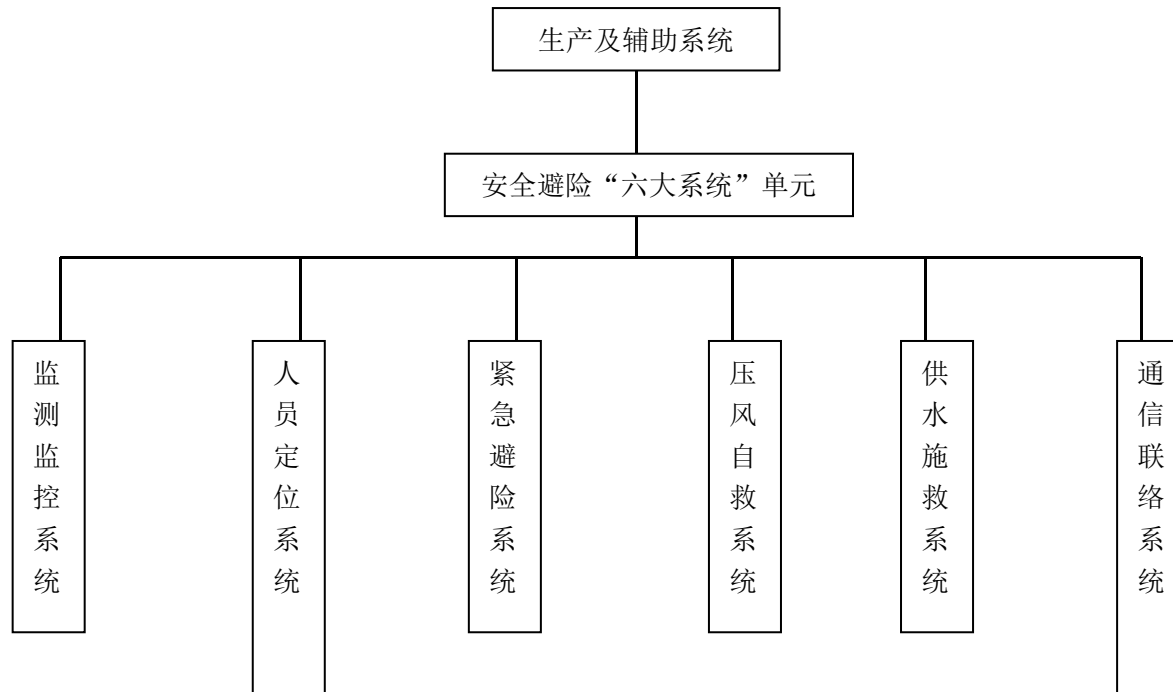 生产及辅助系统
安全避险“六大系统”单元
监测监控系统
人员定位系统
紧急避险系统
压风自救系统
供水施救系统
通信联络系统